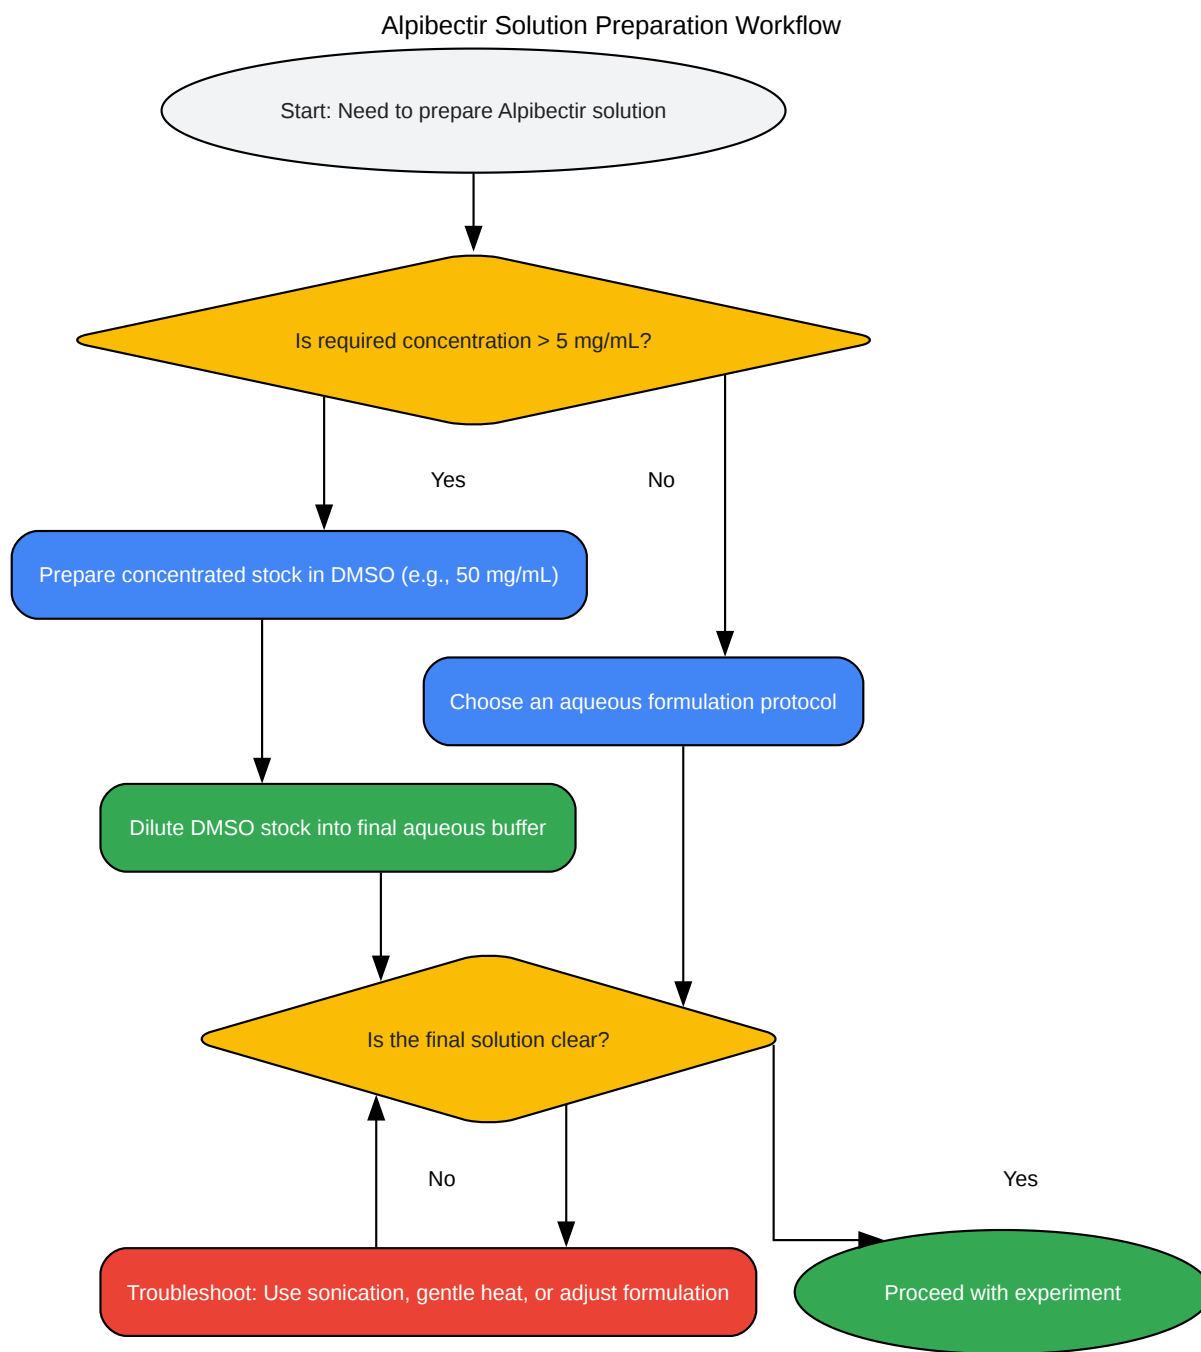 Alpibectir Solution Preparation Workflow
Start: Need to prepare Alpibectir solution
Is required concentration > 5 mg/mL?
Yes
No
Prepare concentrated stock in DMSO (e.g., 50 mg/mL)
Choose an aqueous formulation protocol
Dilute DMSO stock into final aqueous buffer
Is the final solution clear?
No
Yes
Troubleshoot: Use sonication, gentle heat, or adjust formulation
Proceed with experiment